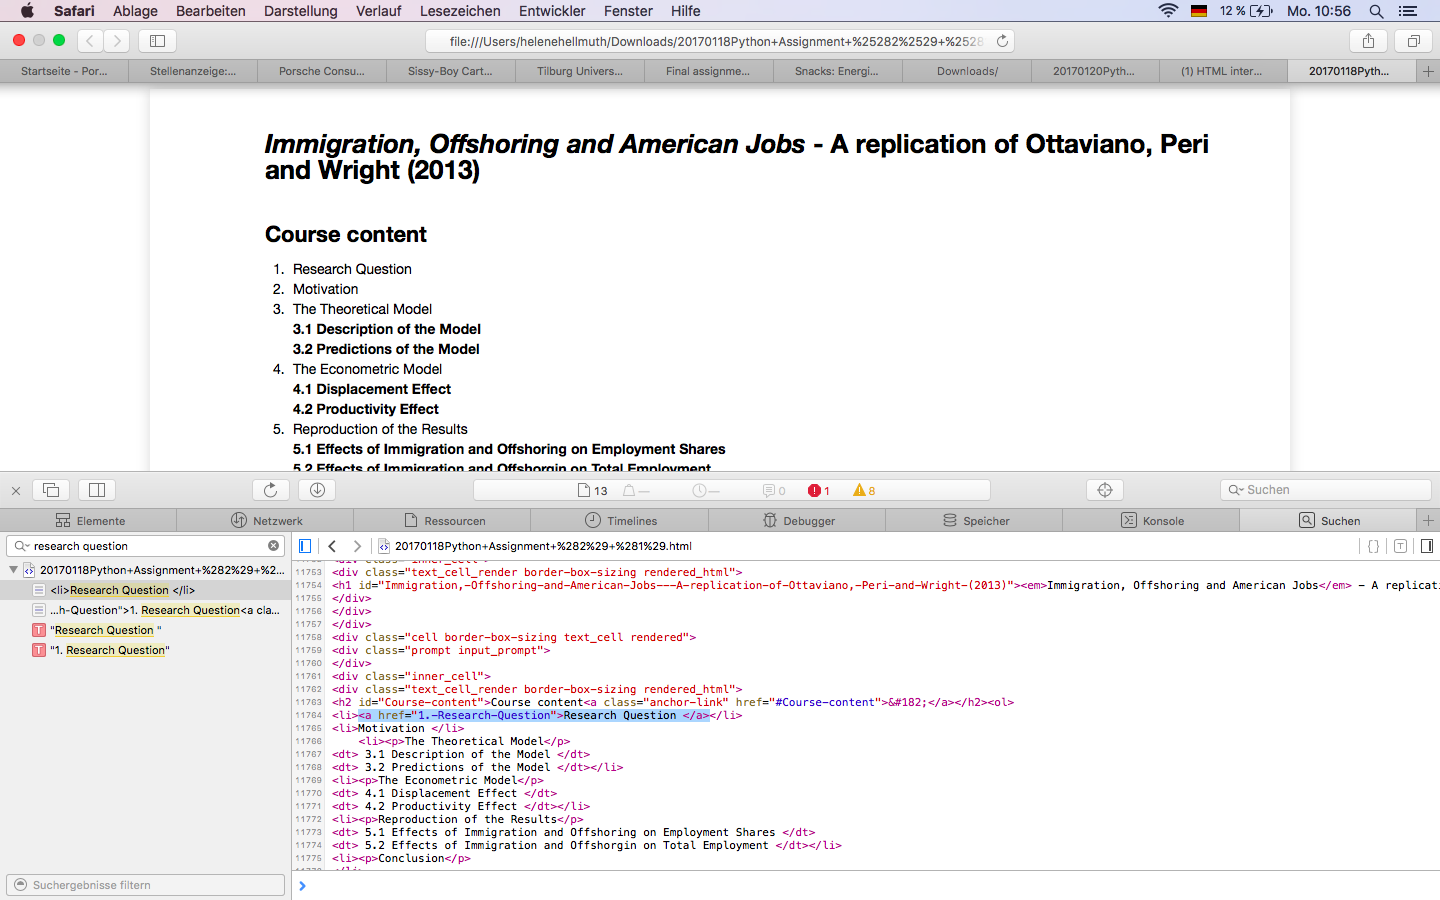 Safari Ablage Bearbeiten Darstellung Verlauf Lesezeichen Entwickler Fenster Hilfe 12 % Mo. 10:56
file:///Users/helenehellmuth/Downloads/20170118Python+Assignment+%25282%2529+%2528
Startseite - Por... Stellenanzeige:... Porsche Consu... Sissy-Boy Cart... Tilburg Univers... Final assignme... Snacks: Energi... Downloads/ 20170120Pyth... (1) HTML inter... 20170118Pyth...
Immigration, Offshoring and American Jobs - A replication of Ottaviano, Peri
and Wright (2013)
Course content
1. Research Question
2. Motivation
3. The Theoretical Model
3.1 Description of the Model
3.2 Predictions of the Model
4. The Econometric Model
4.1 Displacement Effect
4.2 Productivity Effect
5. Reproduction of the Results
5.1 Effects of Immigration and Offshoring on Employment Shares
5.2 Effects of Immigration and Offshorgin on Total Employment
13 — — 0 1 8 Suchen
Elemente Netzwerk Ressourcen Timelines Debugger Speicher Konsole Suchen
research question
20170118Python+Assignment+%282%29+%2...
<li>Research Question </li>
...h-Question">1. Research Question<a cla...
"Research Question "
"1. Research Question"
Suchergebnisse filtern
20170118Python+Assignment+%282%29+%281%29.html
11753 <div class="text_cell_render border-box-sizing rendered_html">
11754 <h1 id="Immigration,-Offshoring-and-American-Jobs---A-replication-of-Ottaviano,-Peri-and-Wright-(2013)"><em>Immigration, Offshoring and American Jobs</em> - A replicati
11755 </div>
11756 </div>
11757 </div>
11758 <div class="cell border-box-sizing text_cell rendered">
11759 <div class="prompt input_prompt">
11760 </div>
11761 <div class="inner_cell">
11762 <div class="text_cell_render border-box-sizing rendered_html">
11763 <h2 id="Course-content">Course content<a class="anchor-link" href="#Course-content">&#182;</a></h2><ol>
11764 <li><a href="1.-Research-Question">Research Question </a></li>
11765 <li>Motivation </li>
11766 <li><p>The Theoretical Model</p>
11767 <dt> 3.1 Description of the Model </dt>
11768 <dt> 3.2 Predictions of the Model </dt></li>
11769 <li><p>The Econometric Model</p>
11770 <dt> 4.1 Displacement Effect </dt>
11771 <dt> 4.2 Productivity Effect </dt></li>
11772 <li><p>Reproduction of the Results</p>
11773 <dt> 5.1 Effects of Immigration and Offshoring on Employment Shares </dt>
11774 <dt> 5.2 Effects of Immigration and Offshorgin on Total Employment </dt></li>
11775 <li><p>Conclusion</p>